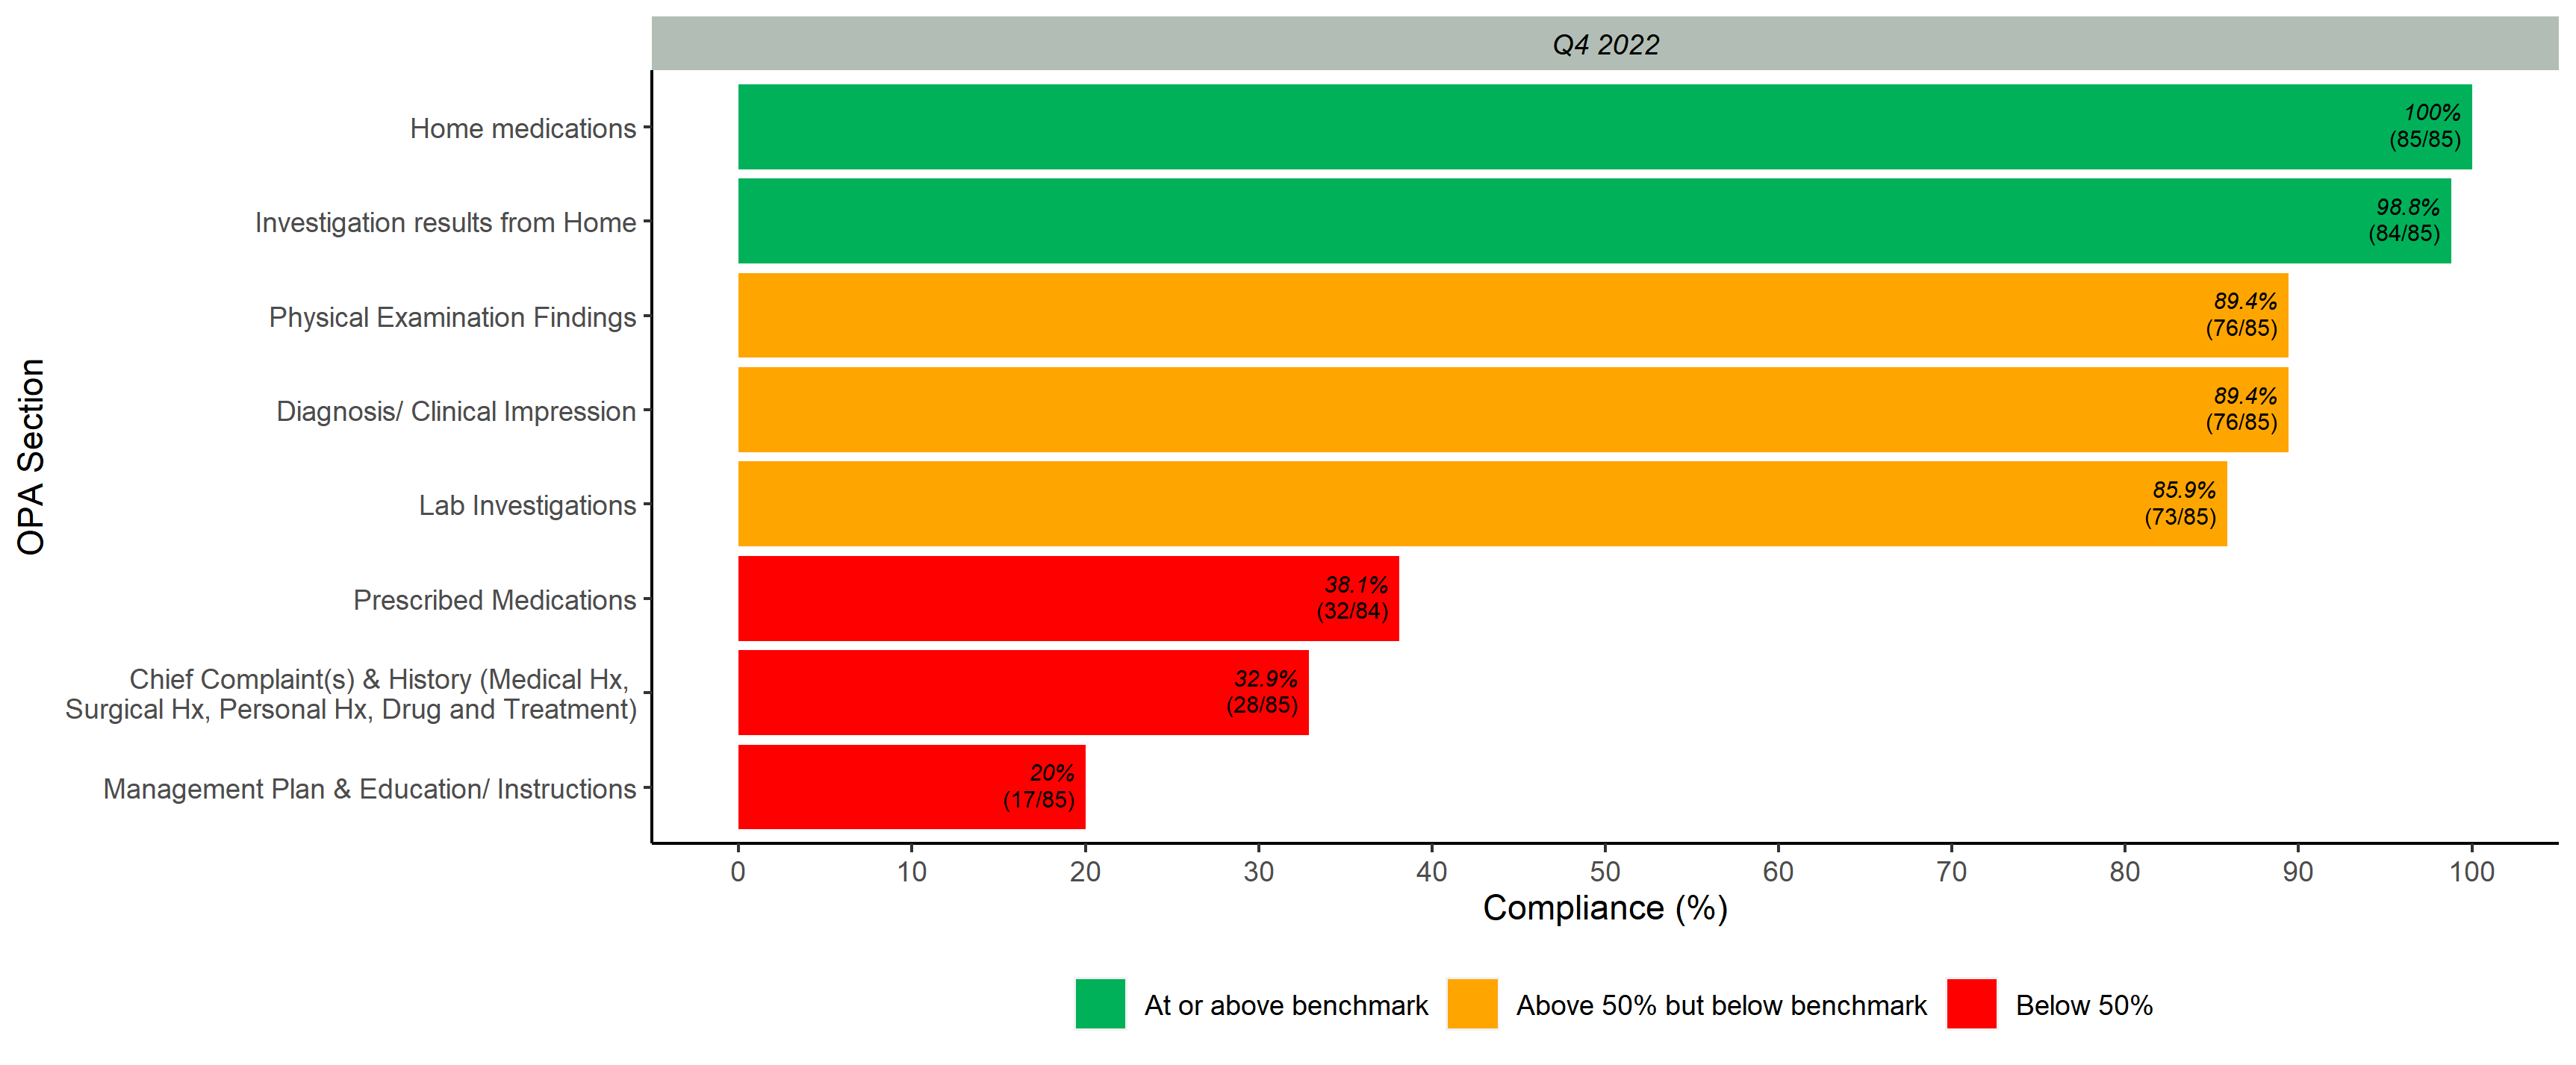 Q4 2022
OPA Section
Home medications
100%
(85/85)
Investigation results from Home
98.8%
(84/85)
Physical Examination Findings
89.4%
(76/85)
Diagnosis/ Clinical Impression
89.4%
(76/85)
Lab Investigations
85.9%
(73/85)
Prescribed Medications
38.1%
(32/84)
Chief Complaint(s) & History (Medical Hx,
Surgical Hx, Personal Hx, Drug and Treatment)
32.9%
(28/85)
Management Plan & Education/ Instructions
20%
(17/85)
0 10 20 30 40 50 60 70 80 90 100
Compliance (%)
At or above benchmark Above 50% but below benchmark Below 50%